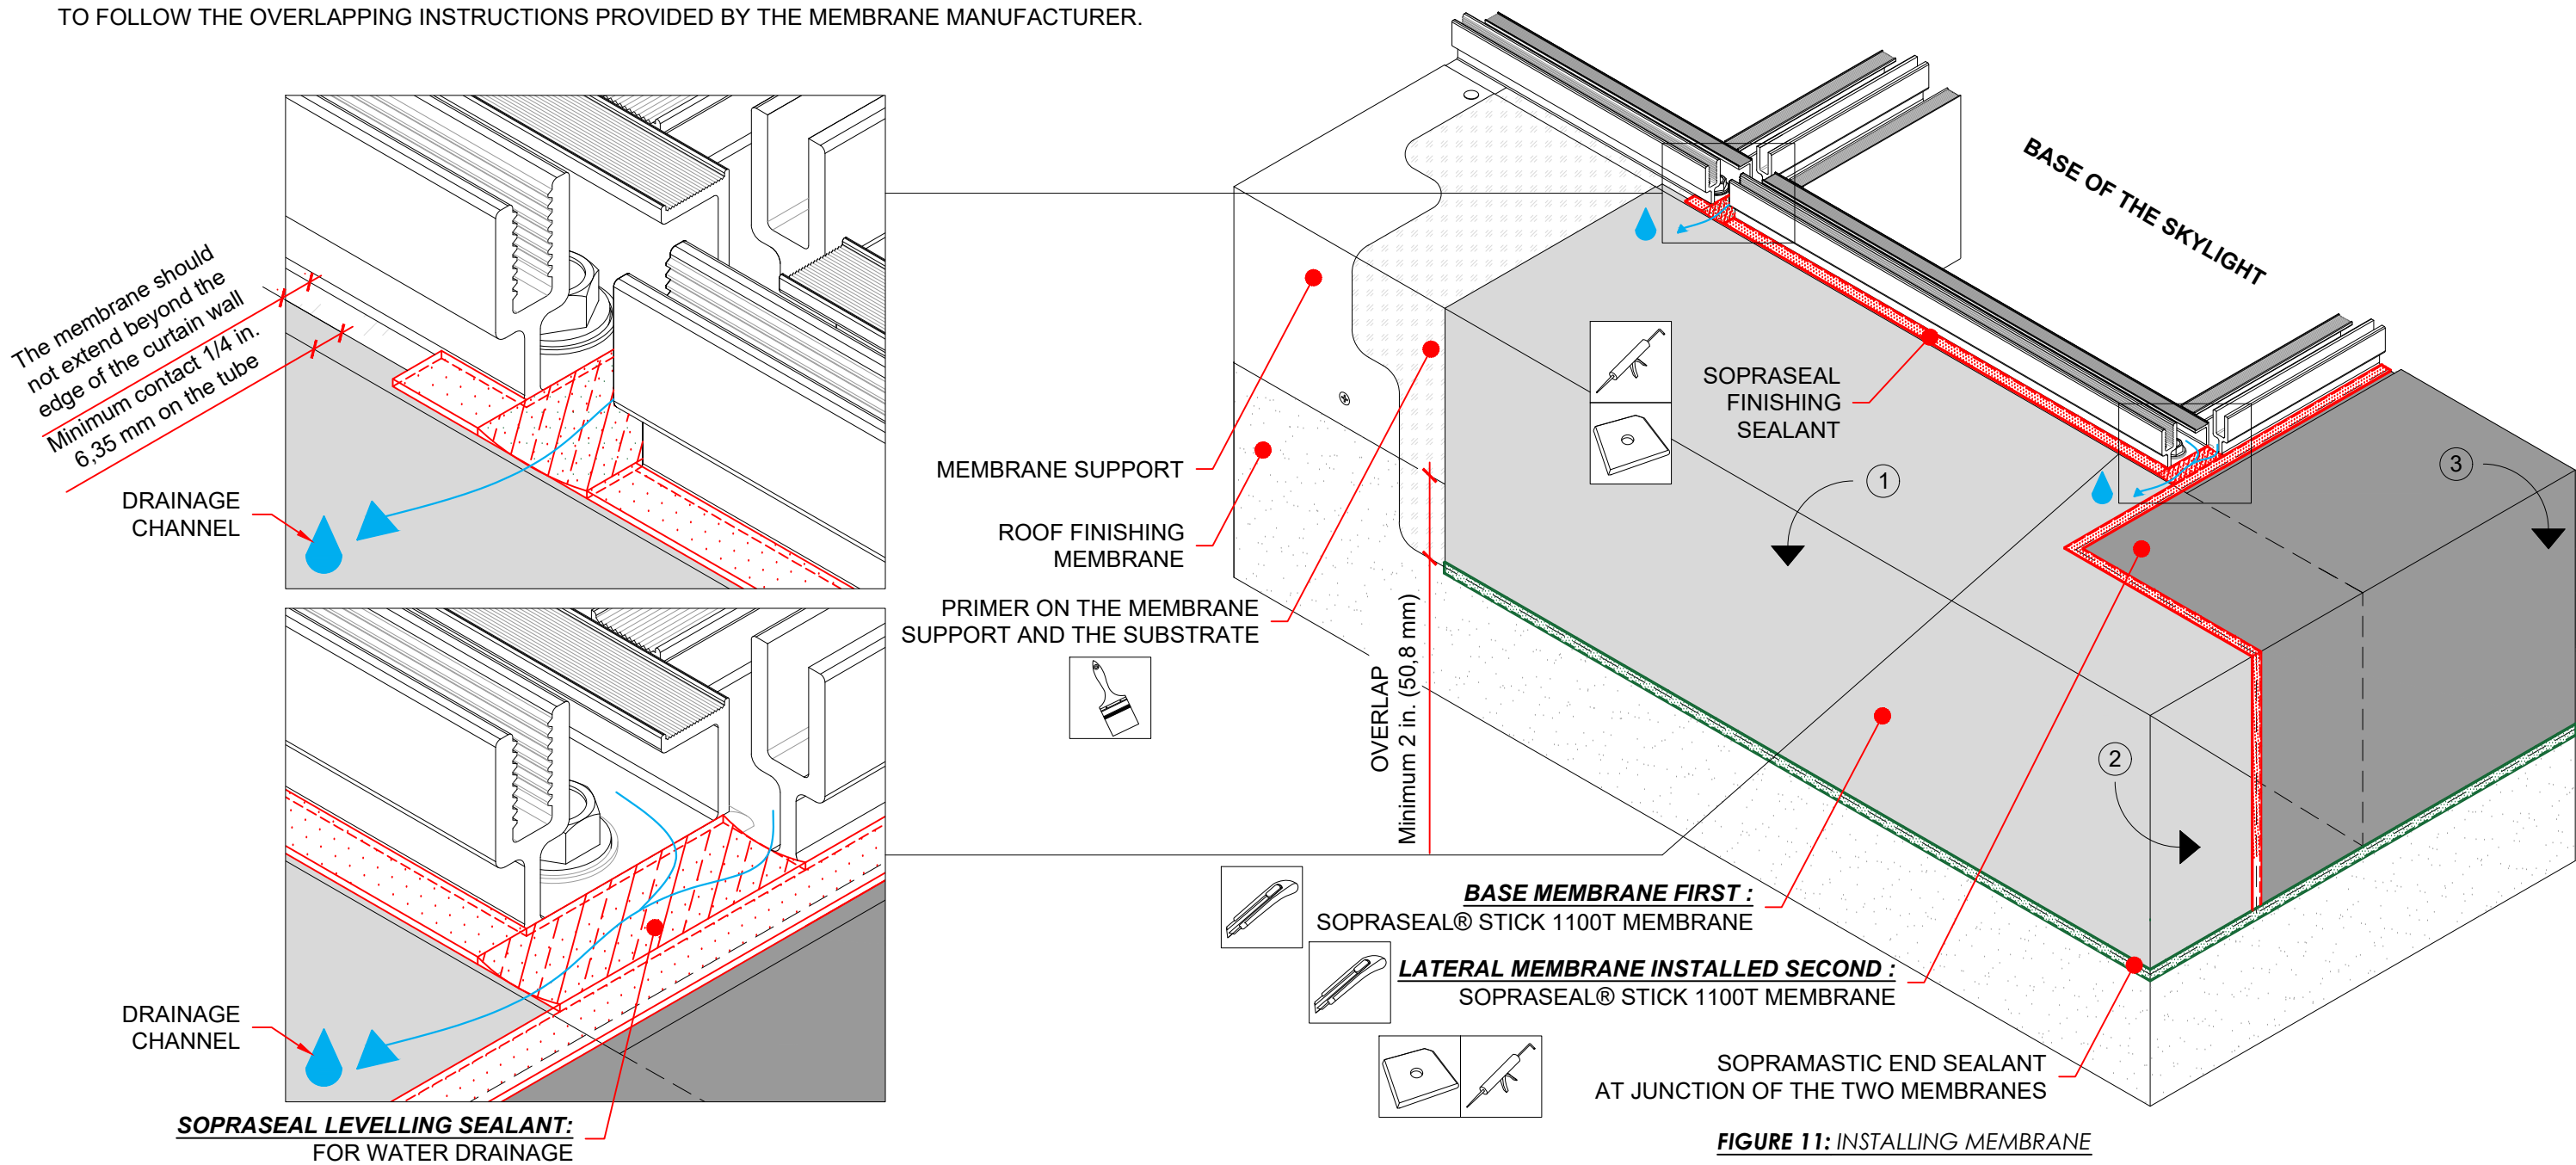 TO FOLLOW THE OVERLAPPING INSTRUCTIONS PROVIDED BY THE MEMBRANE MANUFACTURER.
The membrane should
not extend beyond the
edge of the curtain wall
Minimum contact 1/4 in.
6,35 mm on the tube
DRAINAGE
CHANNEL
DRAINAGE
CHANNEL
SOPRASEAL LEVELLING SEALANT:
FOR WATER DRAINAGE
MEMBRANE SUPPORT
ROOF FINISHING
MEMBRANE
PRIMER ON THE MEMBRANE
SUPPORT AND THE SUBSTRATE
OVERLAP
Minimum 2 in. (50,8 mm)
SOPRASEAL
FINISHING
SEALANT
BASE OF THE SKYLIGHT
1
2
3
BASE MEMBRANE FIRST :
SOPRASEAL® STICK 1100T MEMBRANE
LATERAL MEMBRANE INSTALLED SECOND :
SOPRASEAL® STICK 1100T MEMBRANE
SOPRAMASTIC END SEALANT
AT JUNCTION OF THE TWO MEMBRANES
FIGURE 11: INSTALLING MEMBRANE